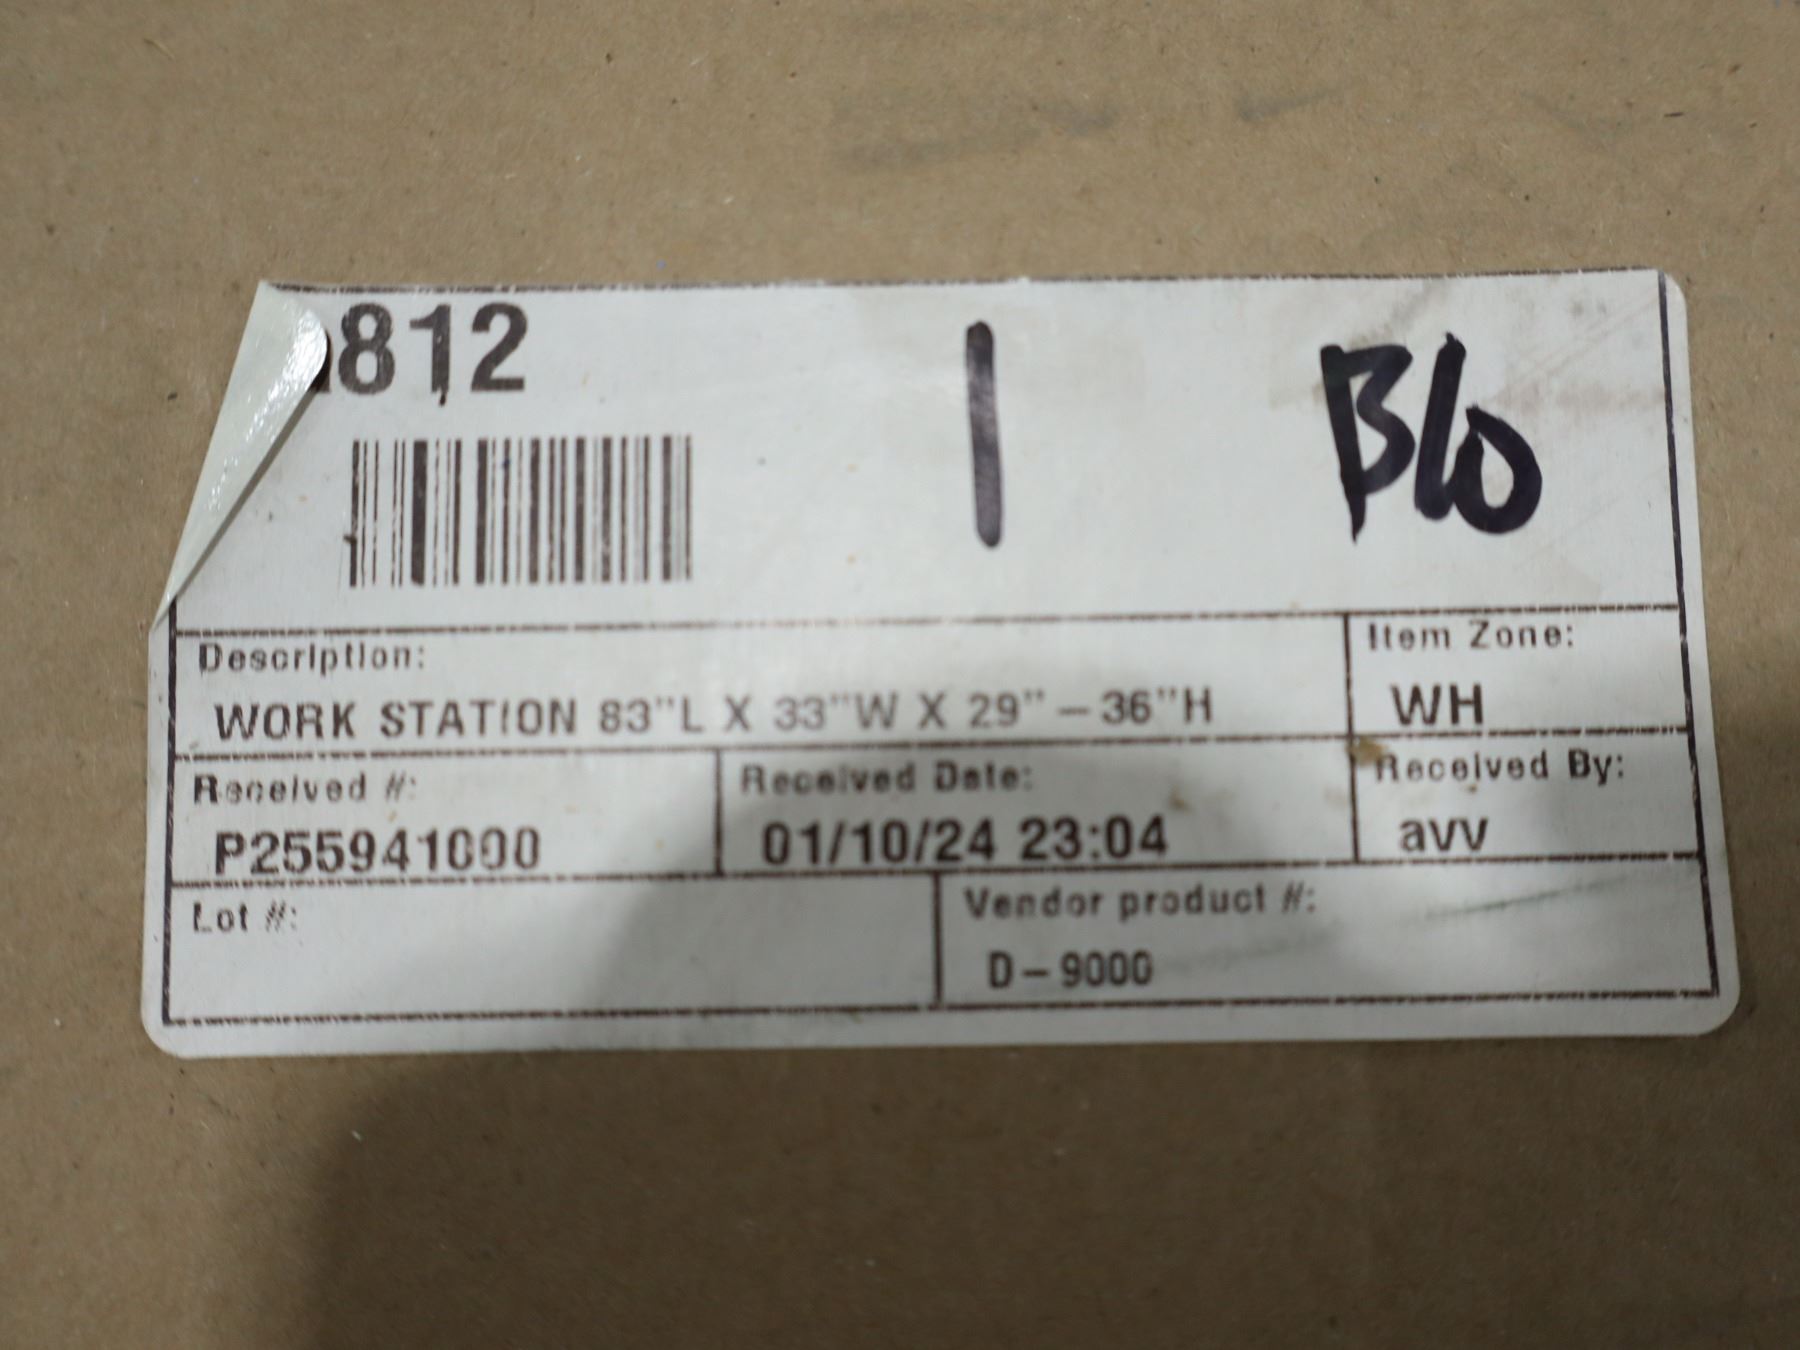 812
1
B10
Description:
WORK STATION 83"L X 33"W X 29" - 36"H
Item Zone:
WH
Received #:
P255941000
Received Date:
01/10/24 23:04
Received By:
avv
Lot #:
Vendor product #:
D-9000